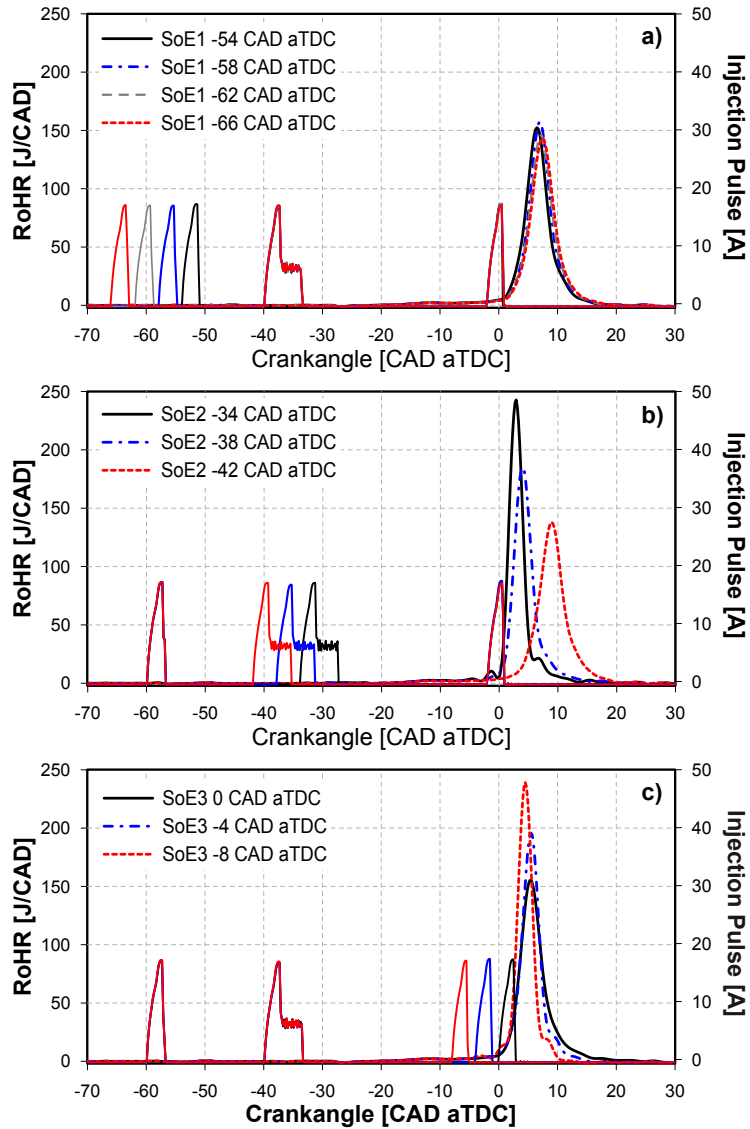 a)
SoE1 -54 CAD aTDC
SoE1 -58 CAD aTDC
SoE1 -62 CAD aTDC
SoE1 -66 CAD aTDC
RoHR [J/CAD]
250
200
150
100
50
0
Injection Pulse [A]
50
40
30
20
10
0
-70 -60 -50 -40 -30 -20 -10 0 10 20 30
Crankangle [CAD aTDC]
b)
SoE2 -34 CAD aTDC
SoE2 -38 CAD aTDC
SoE2 -42 CAD aTDC
RoHR [J/CAD]
250
200
150
100
50
0
Injection Pulse [A]
50
40
30
20
10
0
-70 -60 -50 -40 -30 -20 -10 0 10 20 30
Crankangle [CAD aTDC]
c)
SoE3 0 CAD aTDC
SoE3 -4 CAD aTDC
SoE3 -8 CAD aTDC
RoHR [J/CAD]
250
200
150
100
50
0
Injection Pulse [A]
50
40
30
20
10
0
-70 -60 -50 -40 -30 -20 -10 0 10 20 30
Crankangle [CAD aTDC]